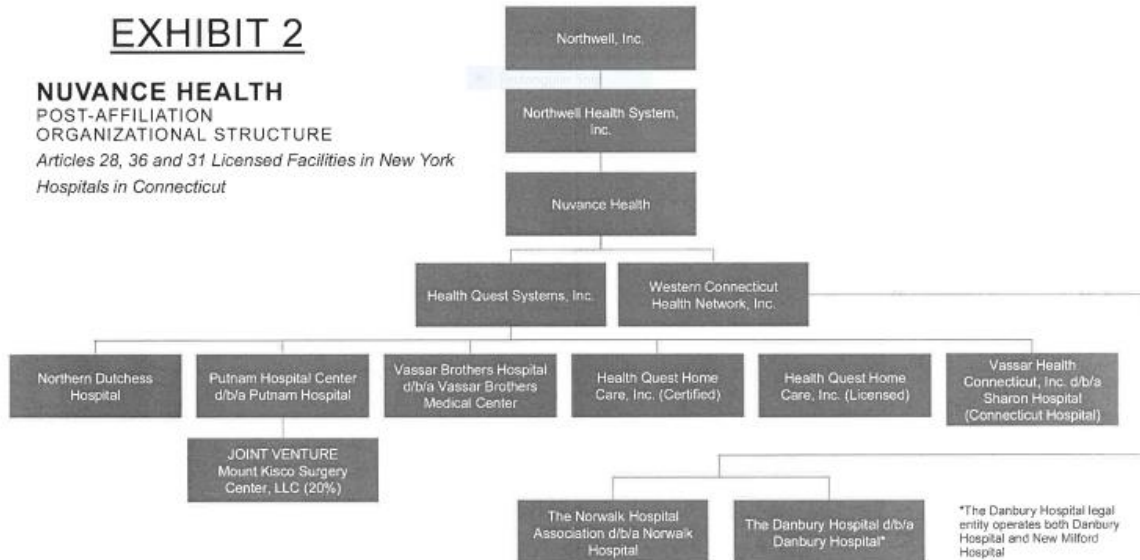 EXHIBIT 2
NUVANCE HEALTH
POST-AFFILIATION
ORGANIZATIONAL STRUCTURE
Articles 28, 36 and 31 Licensed Facilities in New York
Hospitals in Connecticut
Northwell, Inc.
Northwell Health System,
Inc.
Nuvance Health
Health Quest Systems, Inc.
Western Connecticut
Health Network, Inc.
Northern Dutchess
Hospital
Putnam Hospital Center
d/b/a Putnam Hospital
Vassar Brothers Hospital
d/b/a Vassar Brothers
Medical Center
Health Quest Home
Care, Inc. (Certified)
Health Quest Home
Care, Inc. (Licensed)
Vassar Health
Connecticut, Inc. d/b/a
Sharon Hospital
(Connecticut Hospital)
JOINT VENTURE
Mount Kisco Surgery
Center, LLC (20%)
The Norwalk Hospital
Association d/b/a Norwalk
Hospital
The Danbury Hospital d/b/a
Danbury Hospital*
*The Danbury Hospital legal
entity operates both Danbury
Hospital and New Milford
Hospital